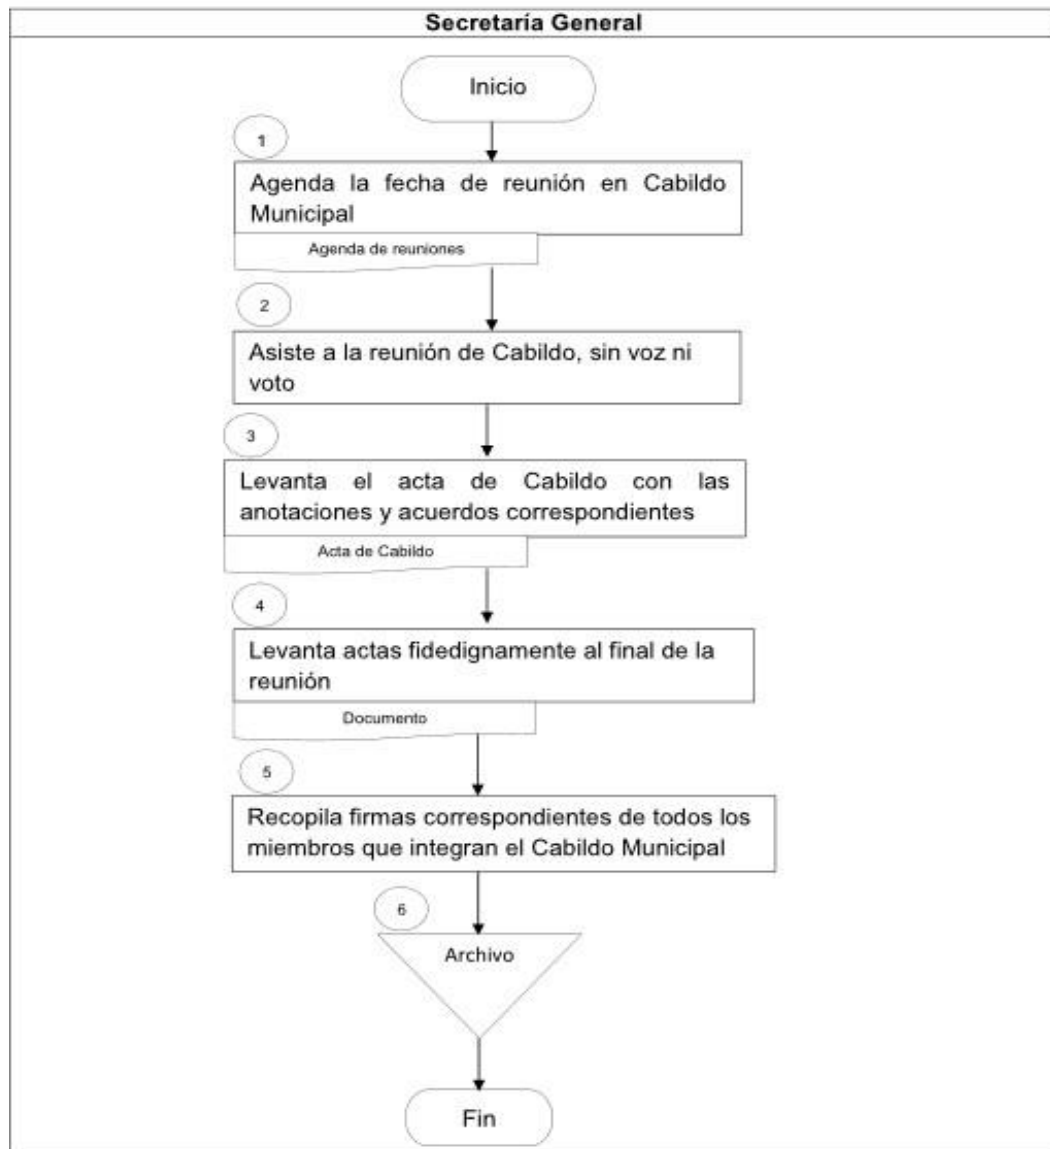 Secretaría General
Inicio
1
Agenda la fecha de reunión en Cabildo
Municipal
Agenda de reuniones
2
Asiste a la reunión de Cabildo, sin voz ni
voto
3
Levanta el acta de Cabildo con las
anotaciones y acuerdos correspondientes
Acta de Cabildo
4
Levanta actas fidedignamente al final de la
reunión
Documento
5
Recopila firmas correspondientes de todos los
miembros que integran el Cabildo Municipal
6
Archivo
Fin